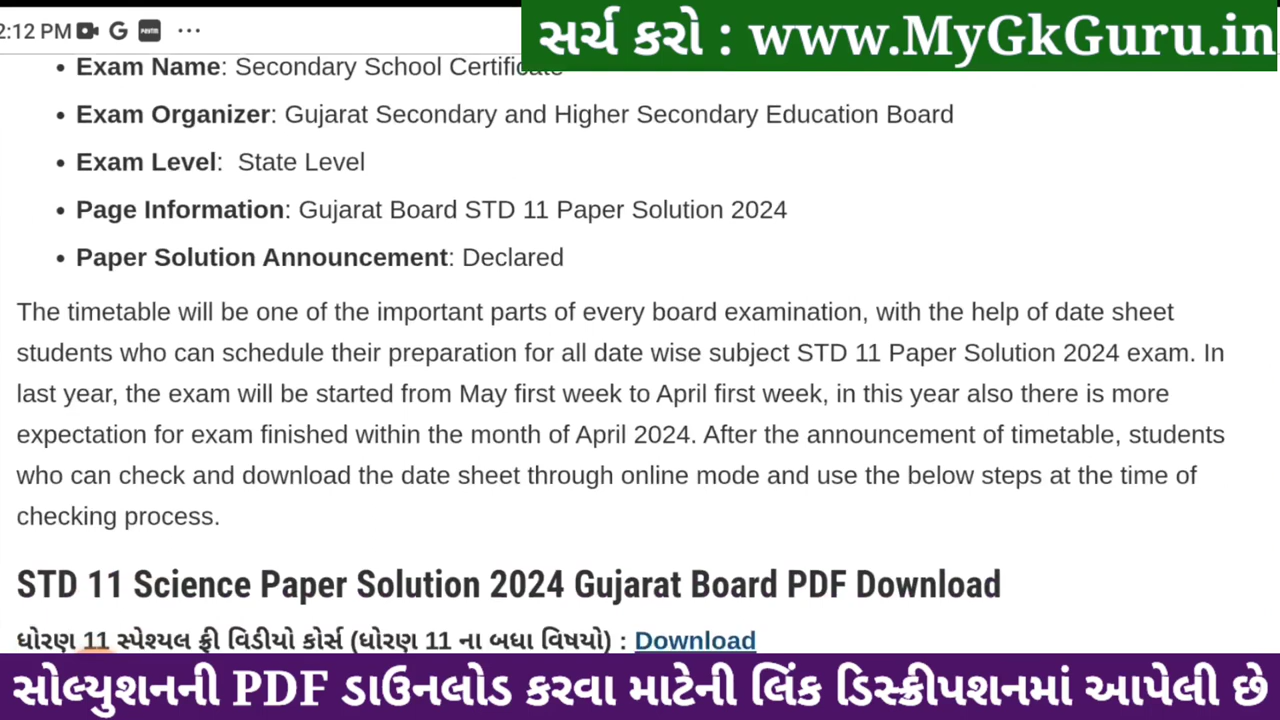 2:12 PM G PAYTM ...
સર્ચ કરો : www.MyGkGuru.in
• Exam Name: Secondary School Certificate
• Exam Organizer: Gujarat Secondary and Higher Secondary Education Board
• Exam Level: State Level
• Page Information: Gujarat Board STD 11 Paper Solution 2024
• Paper Solution Announcement: Declared
The timetable will be one of the important parts of every board examination, with the help of date sheet
students who can schedule their preparation for all date wise subject STD 11 Paper Solution 2024 exam. In
last year, the exam will be started from May first week to April first week, in this year also there is more
expectation for exam finished within the month of April 2024. After the announcement of timetable, students
who can check and download the date sheet through online mode and use the below steps at the time of
checking process.
STD 11 Science Paper Solution 2024 Gujarat Board PDF Download
ધોરણ 11 સ્પેશ્યલ ફ્રી વિડીયો કોર્સ (ધોરણ 11 ના બધા વિષયો) : Download
સોલ્યુશનની PDF ડાઉનલોડ કરવા માટેની લિંક ડિસ્ક્રીપશનમાં આપેલી છે